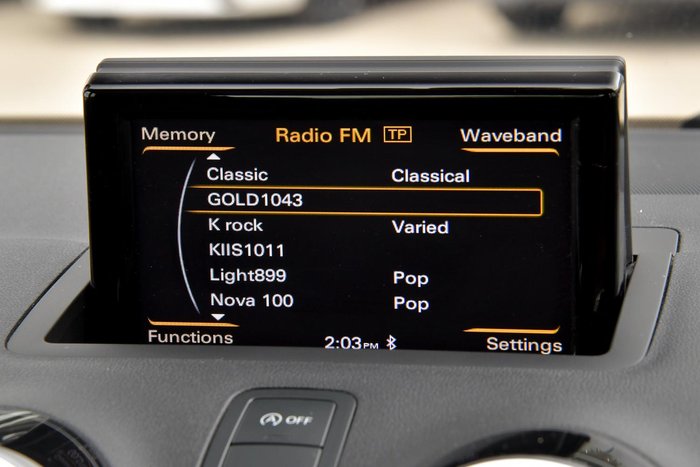 Memory Radio FM TP Waveband
Classic Classical
GOLD1043
K rock Varied
KIIS1011
Light899 Pop
Nova 100 Pop
Functions 2:03PM Settings
A OFF